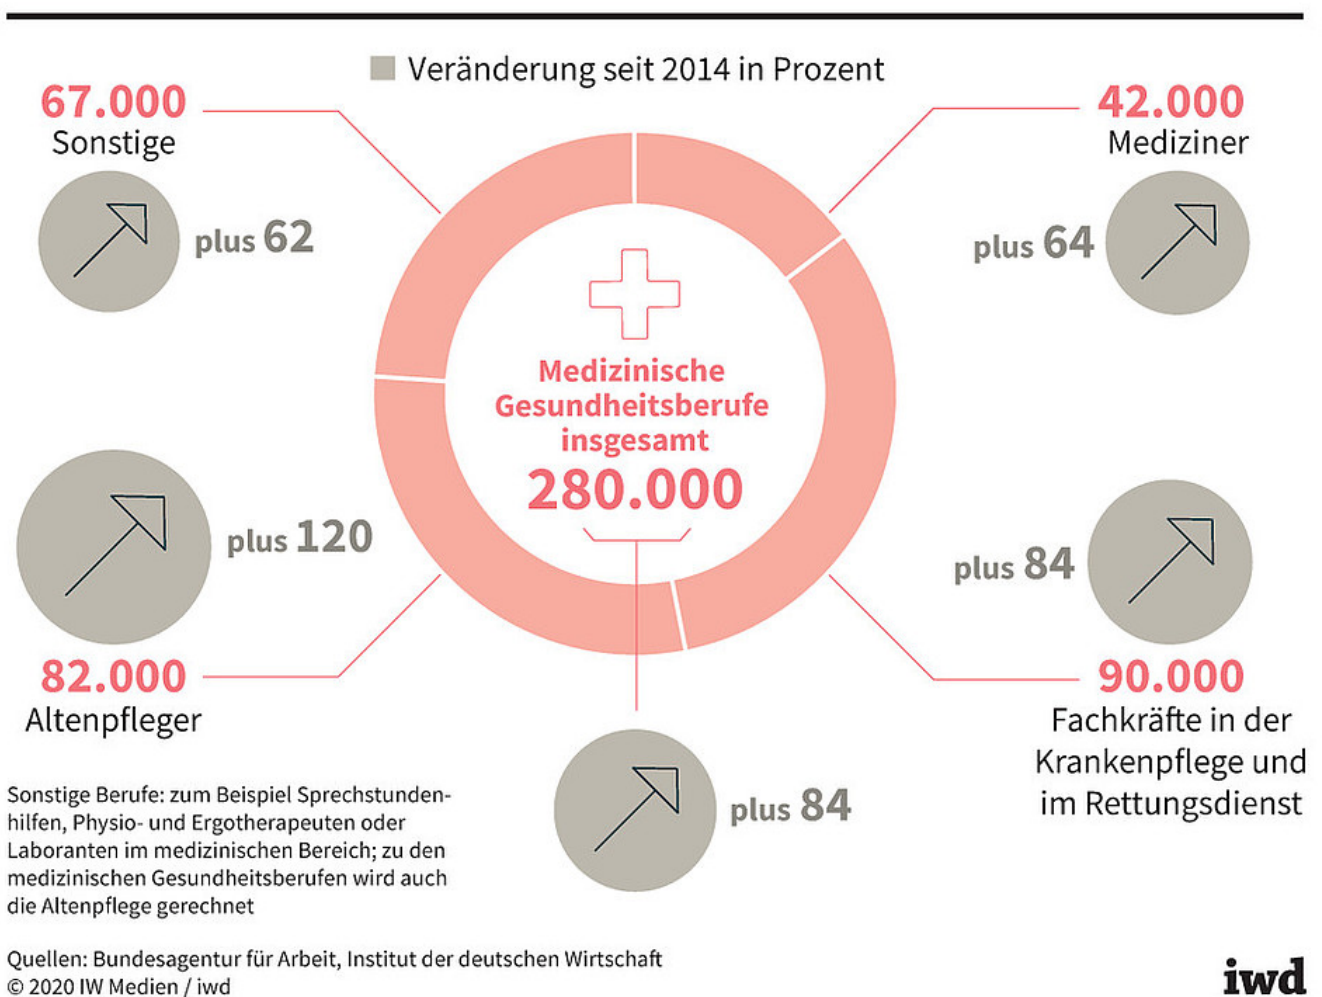 Veränderung seit 2014 in Prozent
67.000
Sonstige
plus 62
42.000
Mediziner
plus 64
Medizinische
Gesundheitsberufe
insgesamt
280.000
plus 120
82.000
Altenpfleger
plus 84
90.000
Fachkräfte in der
Krankenpflege und
im Rettungsdienst
plus 84
Sonstige Berufe: zum Beispiel Sprechstunden-
hilfen, Physio- und Ergotherapeuten oder
Laboranten im medizinischen Bereich; zu den
medizinischen Gesundheitsberufen wird auch
die Altenpflege gerechnet
Quellen: Bundesagentur für Arbeit, Institut der deutschen Wirtschaft
© 2020 IW Medien / iwd
iwd